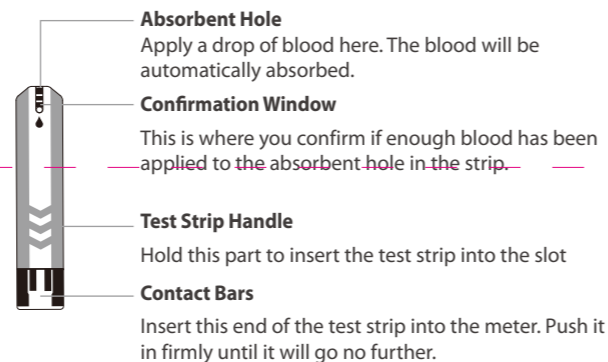 Absorbent Hole
Apply a drop of blood here. The blood will be
automatically absorbed.
Confirmation Window
This is where you confirm if enough blood has been
applied to the absorbent hole in the strip.
Test Strip Handle
Hold this part to insert the test strip into the slot
Contact Bars
Insert this end of the test strip into the meter. Push it
in firmly until it will go no further.